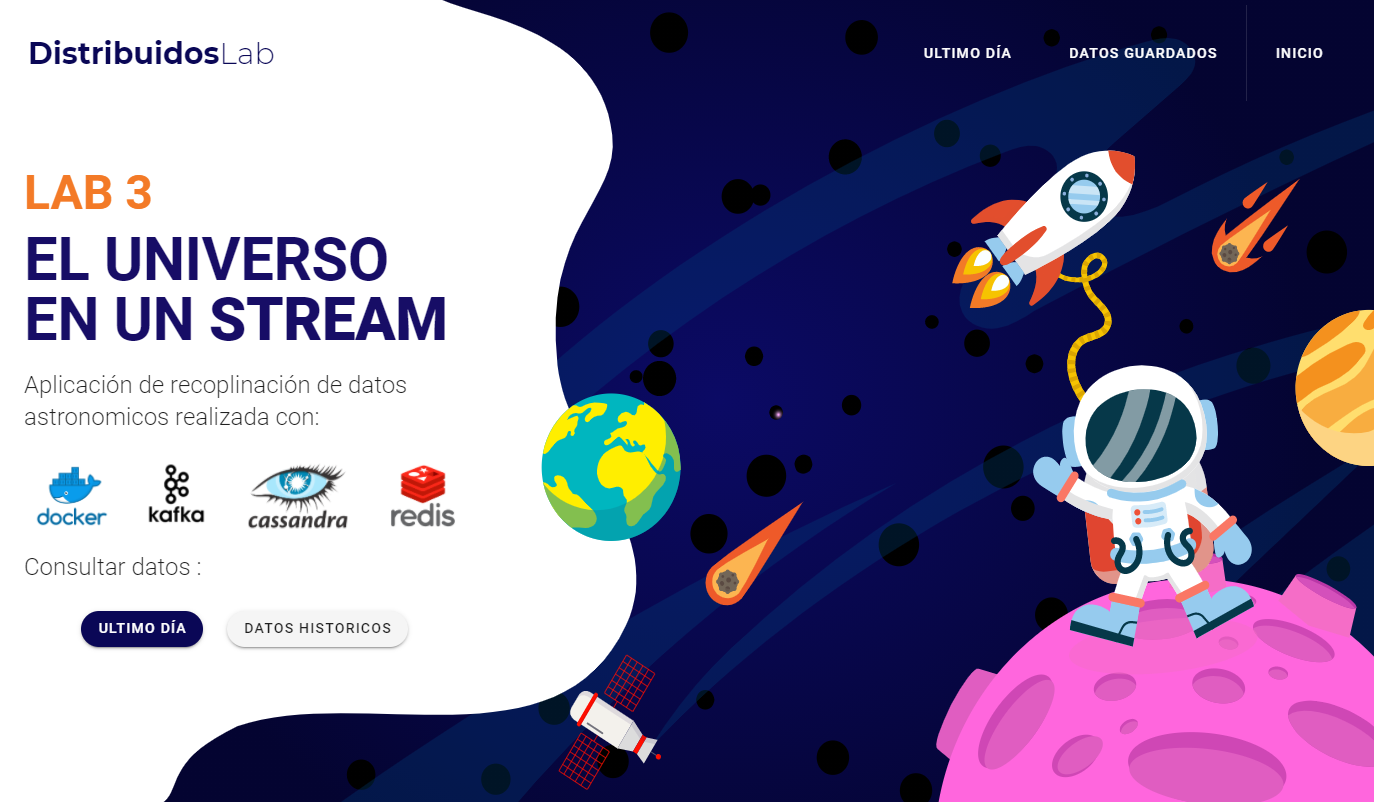 DistribuidosLab
ULTIMO DÍA
DATOS GUARDADOS
INICIO
LAB 3
EL UNIVERSO
EN UN STREAM
Aplicación de recoplinación de datos
astronomicos realizada con:
docker
kafka
cassandra
redis
Consultar datos :
ULTIMO DÍA
DATOS HISTORICOS